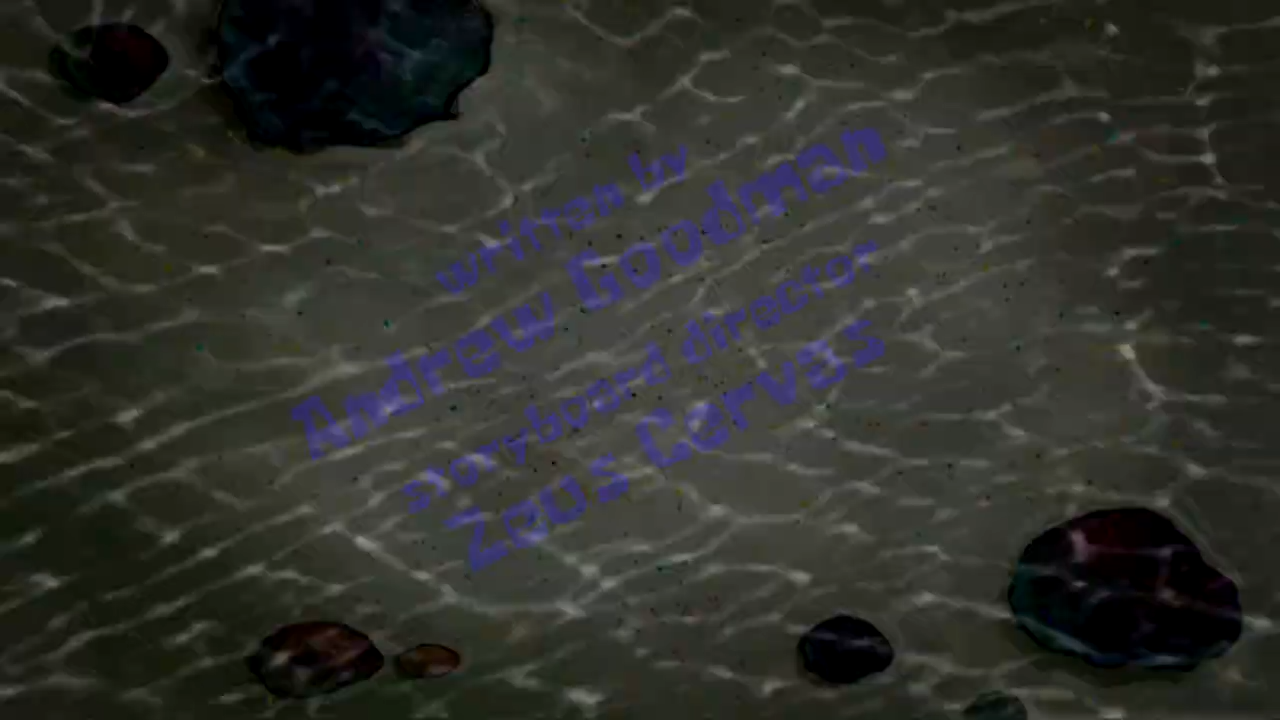 written by
Andrew Goodman
storyboard director
Zeus Cervas